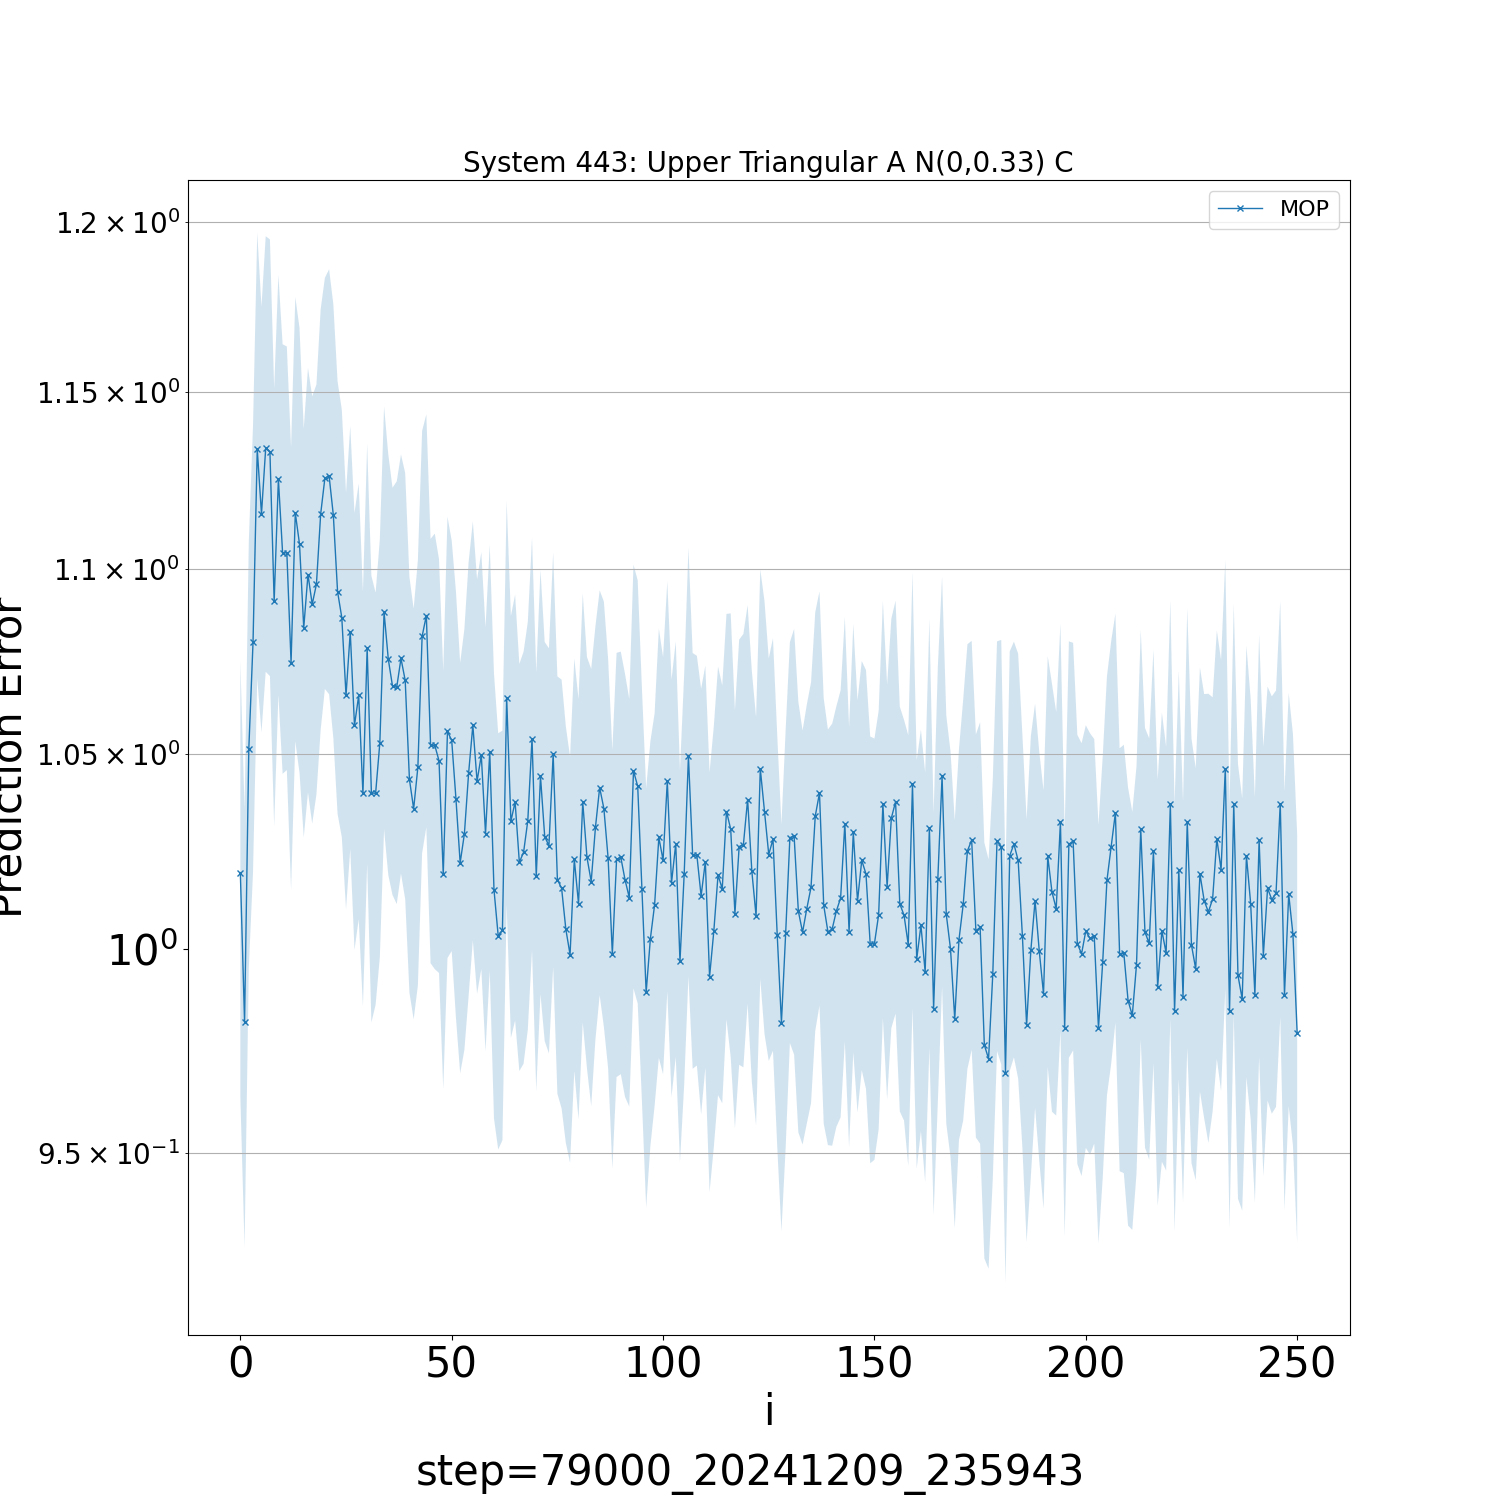 System 443: Upper Triangular A N(0,0.33) C
MOP
1.2 × 10⁰
1.15 × 10⁰
1.1 × 10⁰
1.05 × 10⁰
10⁰
9.5 × 10⁻¹
Prediction Error
0 50 100 150 200 250
i
step=79000_20241209_235943